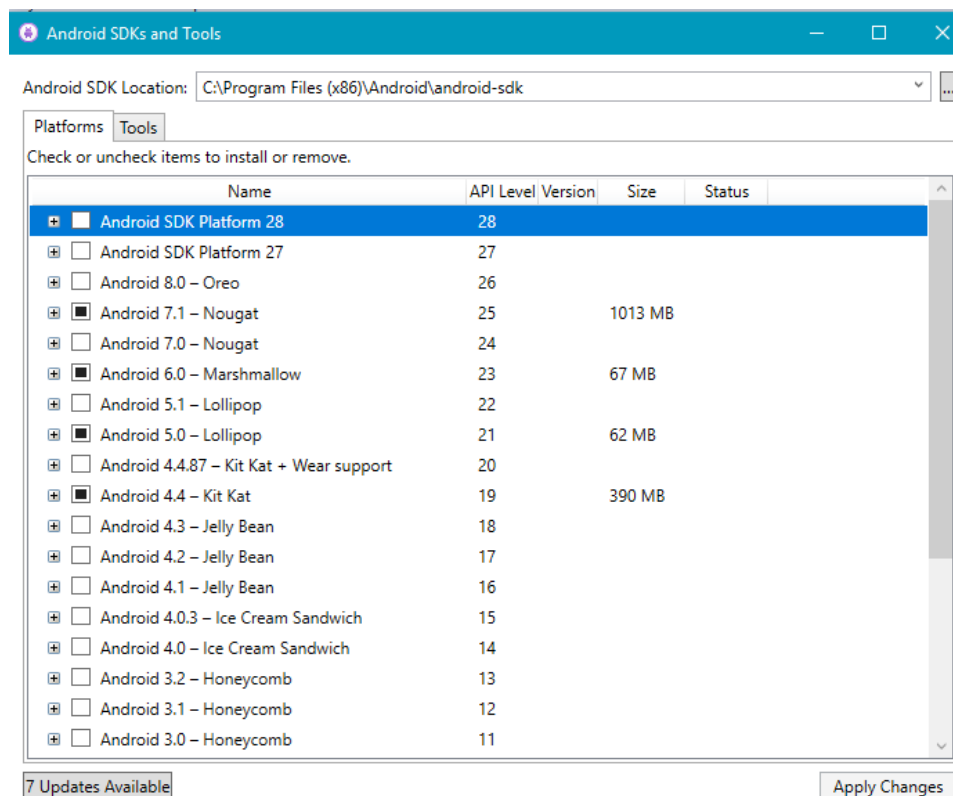 Android SDKs and Tools
Android SDK Location: C:\Program Files (x86)\Android\android-sdk ...
Platforms Tools
Check or uncheck items to install or remove.
Name API Level Version Size Status
Android SDK Platform 28 28
Android SDK Platform 27 27
Android 8.0 – Oreo 26
Android 7.1 – Nougat 25 1013 MB
Android 7.0 – Nougat 24
Android 6.0 – Marshmallow 23 67 MB
Android 5.1 – Lollipop 22
Android 5.0 – Lollipop 21 62 MB
Android 4.4.87 – Kit Kat + Wear support 20
Android 4.4 – Kit Kat 19 390 MB
Android 4.3 – Jelly Bean 18
Android 4.2 – Jelly Bean 17
Android 4.1 – Jelly Bean 16
Android 4.0.3 – Ice Cream Sandwich 15
Android 4.0 – Ice Cream Sandwich 14
Android 3.2 – Honeycomb 13
Android 3.1 – Honeycomb 12
Android 3.0 – Honeycomb 11
7 Updates Available Apply Changes